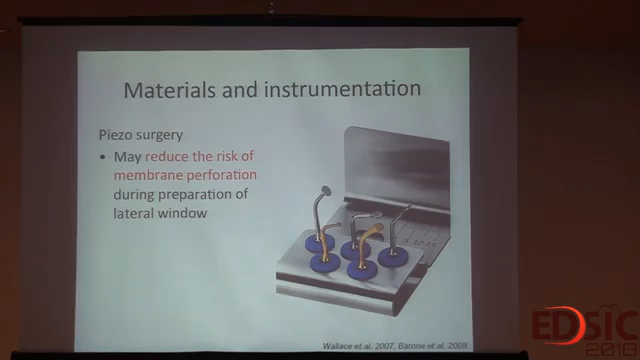 Materials and instrumentation
Piezo surgery
• May reduce the risk of
membrane perforation
during preparation of
lateral window
Wallace et al. 2007, Barone et al. 2008
EDSIC
2018